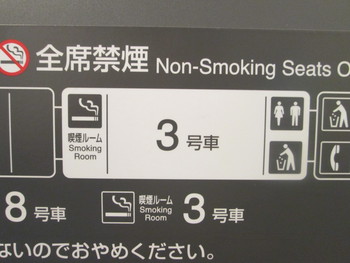 全席禁煙 Non-Smoking Seats O
喫煙ルーム
Smoking
Room
3 号車
8 号車
喫煙ルーム
Smoking
Room
3 号車
ないのでおやめください。